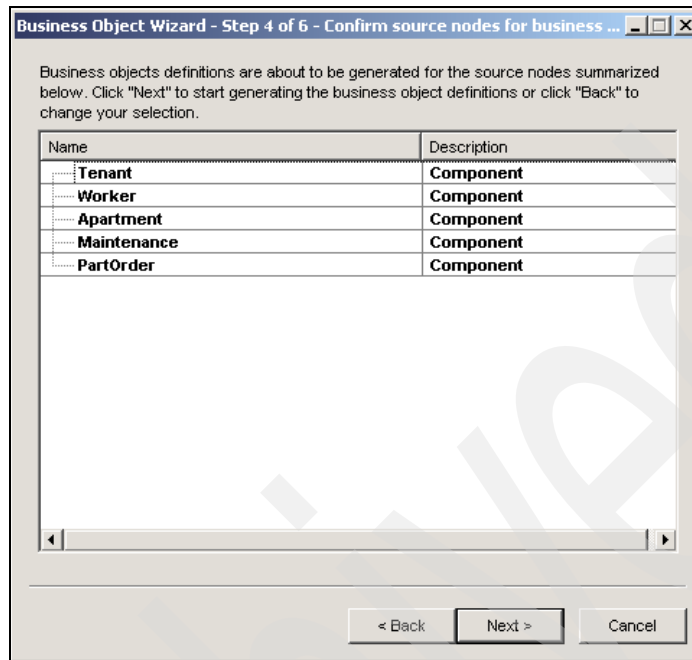 Business Object Wizard - Step 4 of 6 - Confirm source nodes for business ...
Business objects definitions are about to be generated for the source nodes summarized
below. Click "Next" to start generating the business object definitions or click "Back" to
change your selection.
Name Description
Tenant Component
Worker Component
Apartment Component
Maintenance Component
PartOrder Component
< Back Next > Cancel